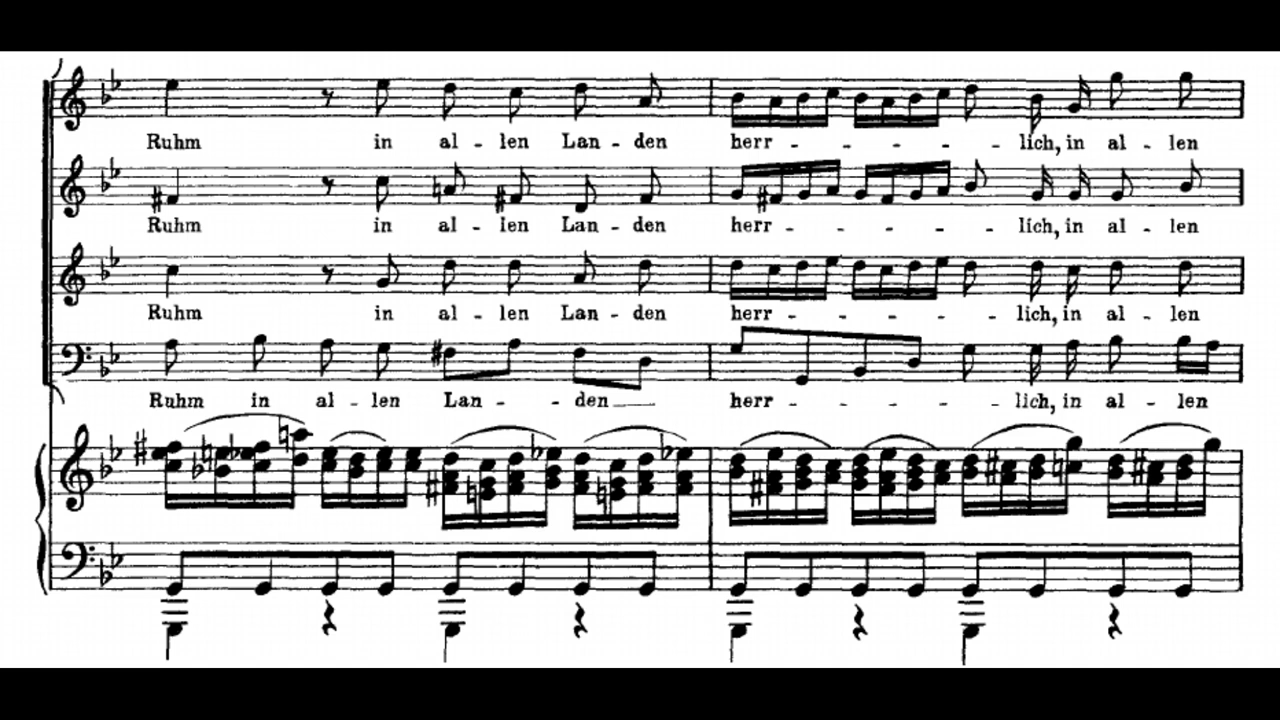 Ruhm in al - len Lan - den herr - - - - - lich, in al - len
Ruhm in al - len Lan - den herr - - - - - lich, in al - len
Ruhm in al - len Lan - den herr - - - - - lich, in al - len
Ruhm in al - len Lan - - den herr - - - - - lich, in al - len